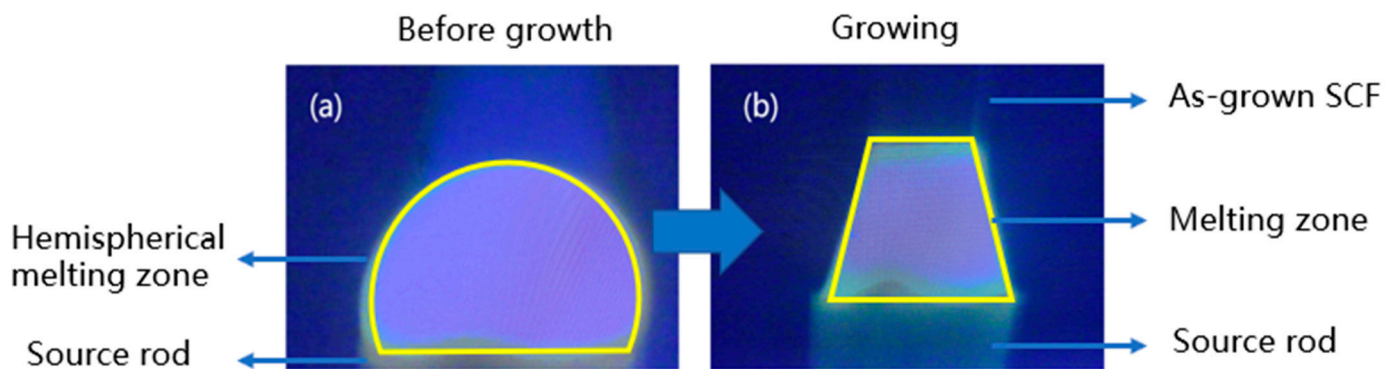 Before growth
Growing
(a)
(b)
As-grown SCF
Hemispherical
melting zone
Melting zone
Source rod
Source rod